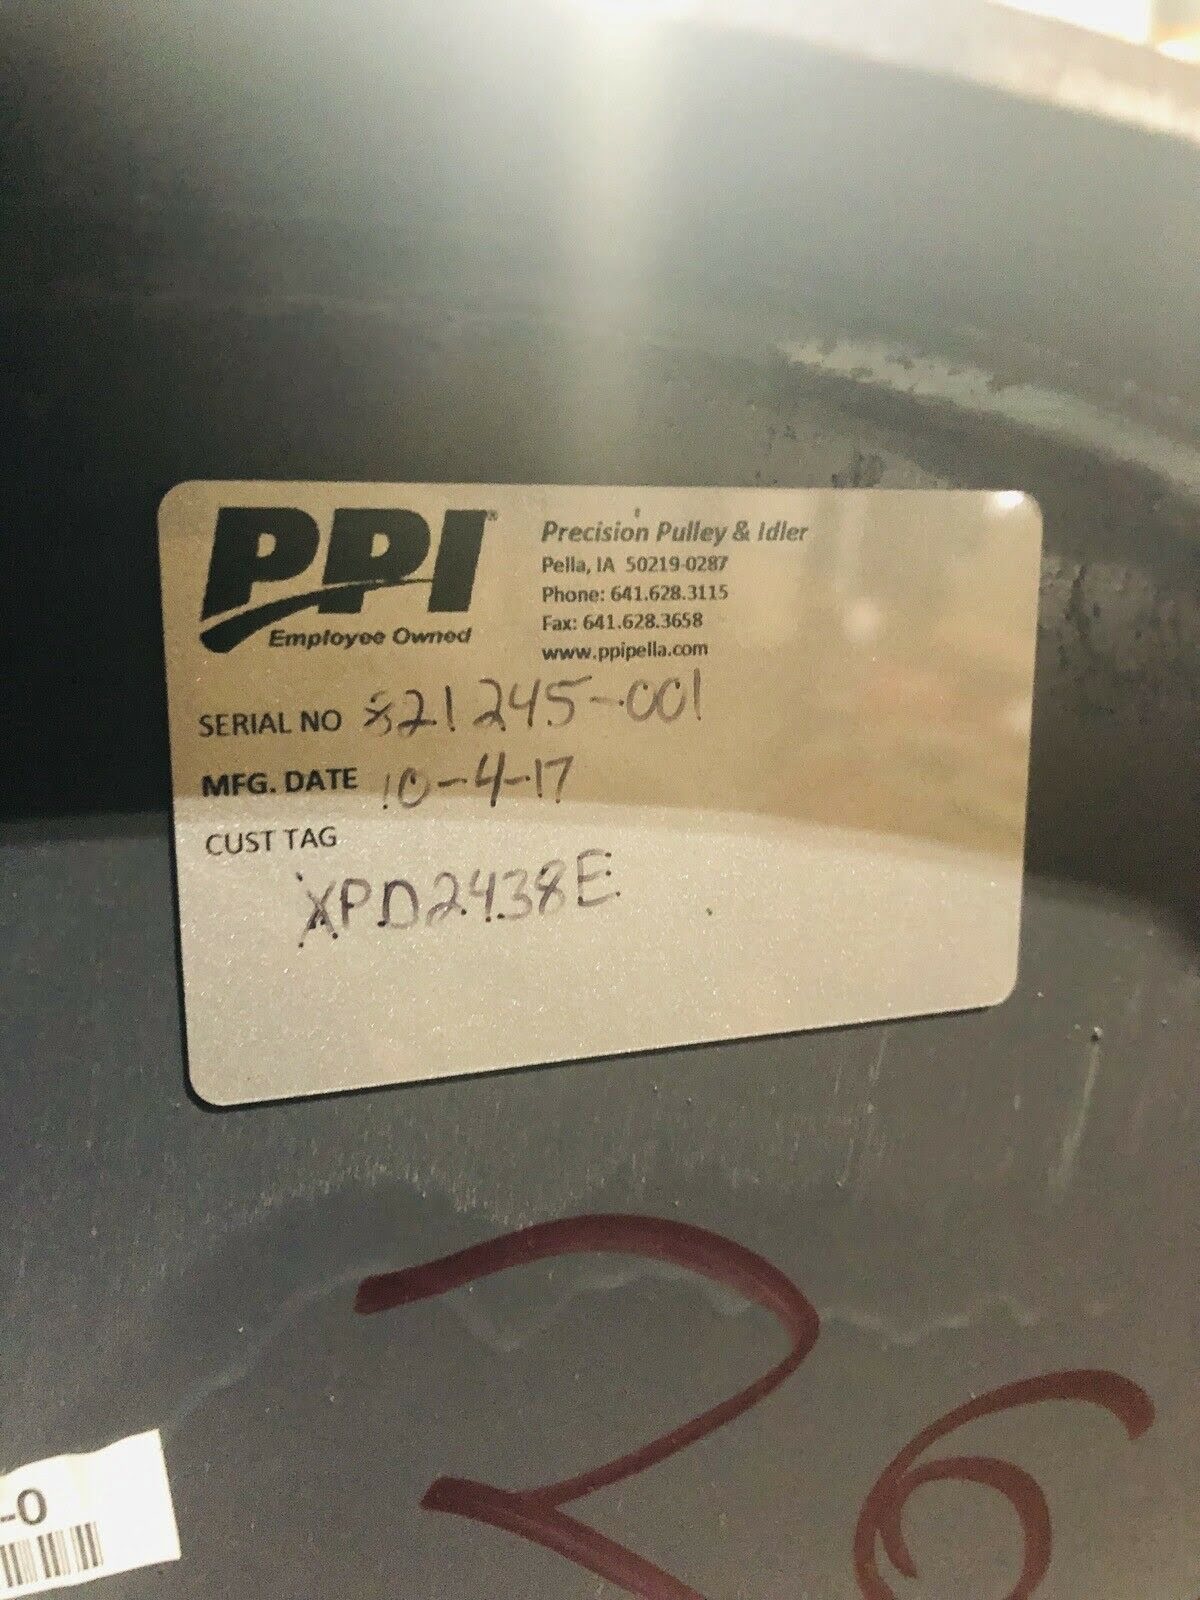 PPI®
Employee Owned
Precision Pulley & Idler
Pella, IA 50219-0287
Phone: 641.628.3115
Fax: 641.628.3658
www.ppipella.com
SERIAL NO 821245-001
MFG. DATE 10-4-17
CUST TAG
XPD2438E
26
-0